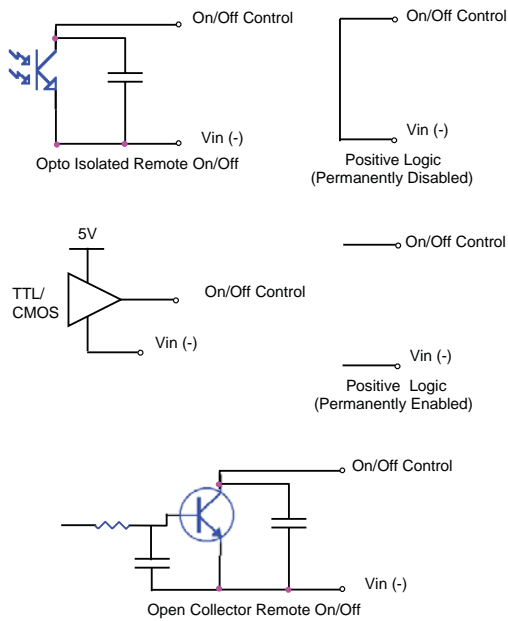 On/Off Control
On/Off Control
Vin (-)
Vin (-)
Opto Isolated Remote On/Off
Positive Logic
(Permanently Disabled)
5V
TTL/
CMOS
On/Off Control
Vin (-)
On/Off Control
Vin (-)
Positive Logic
(Permanently Enabled)
On/Off Control
Vin (-)
Open Collector Remote On/Off